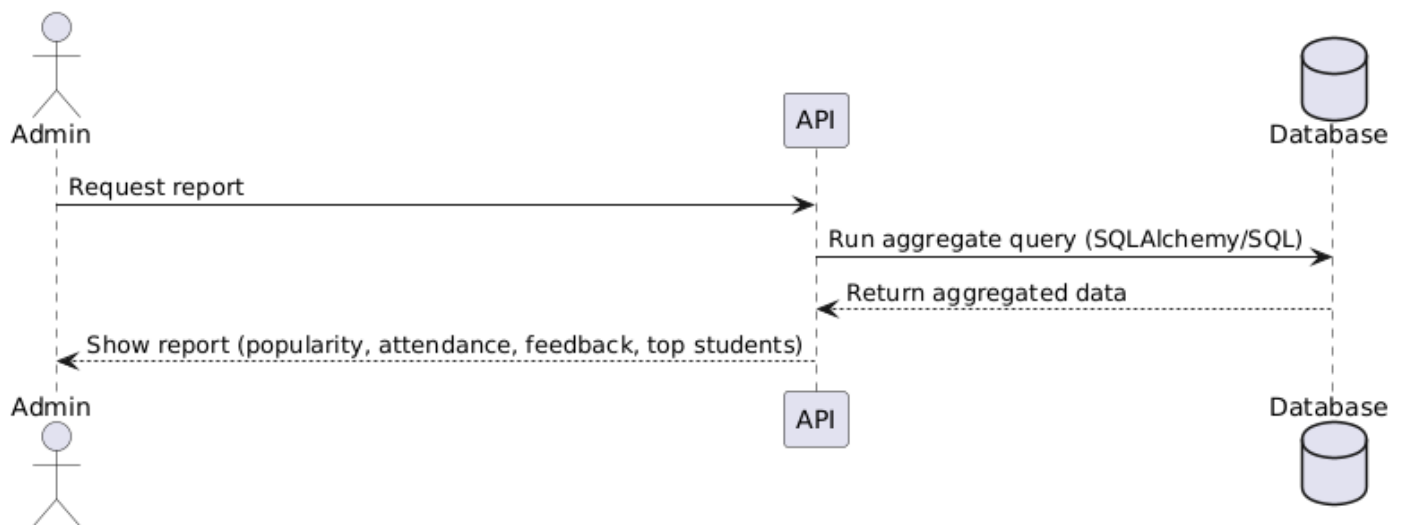 Admin
API
Database
Request report
Run aggregate query (SQLAlchemy/SQL)
Return aggregated data
Show report (popularity, attendance, feedback, top students)
Admin
API
Database